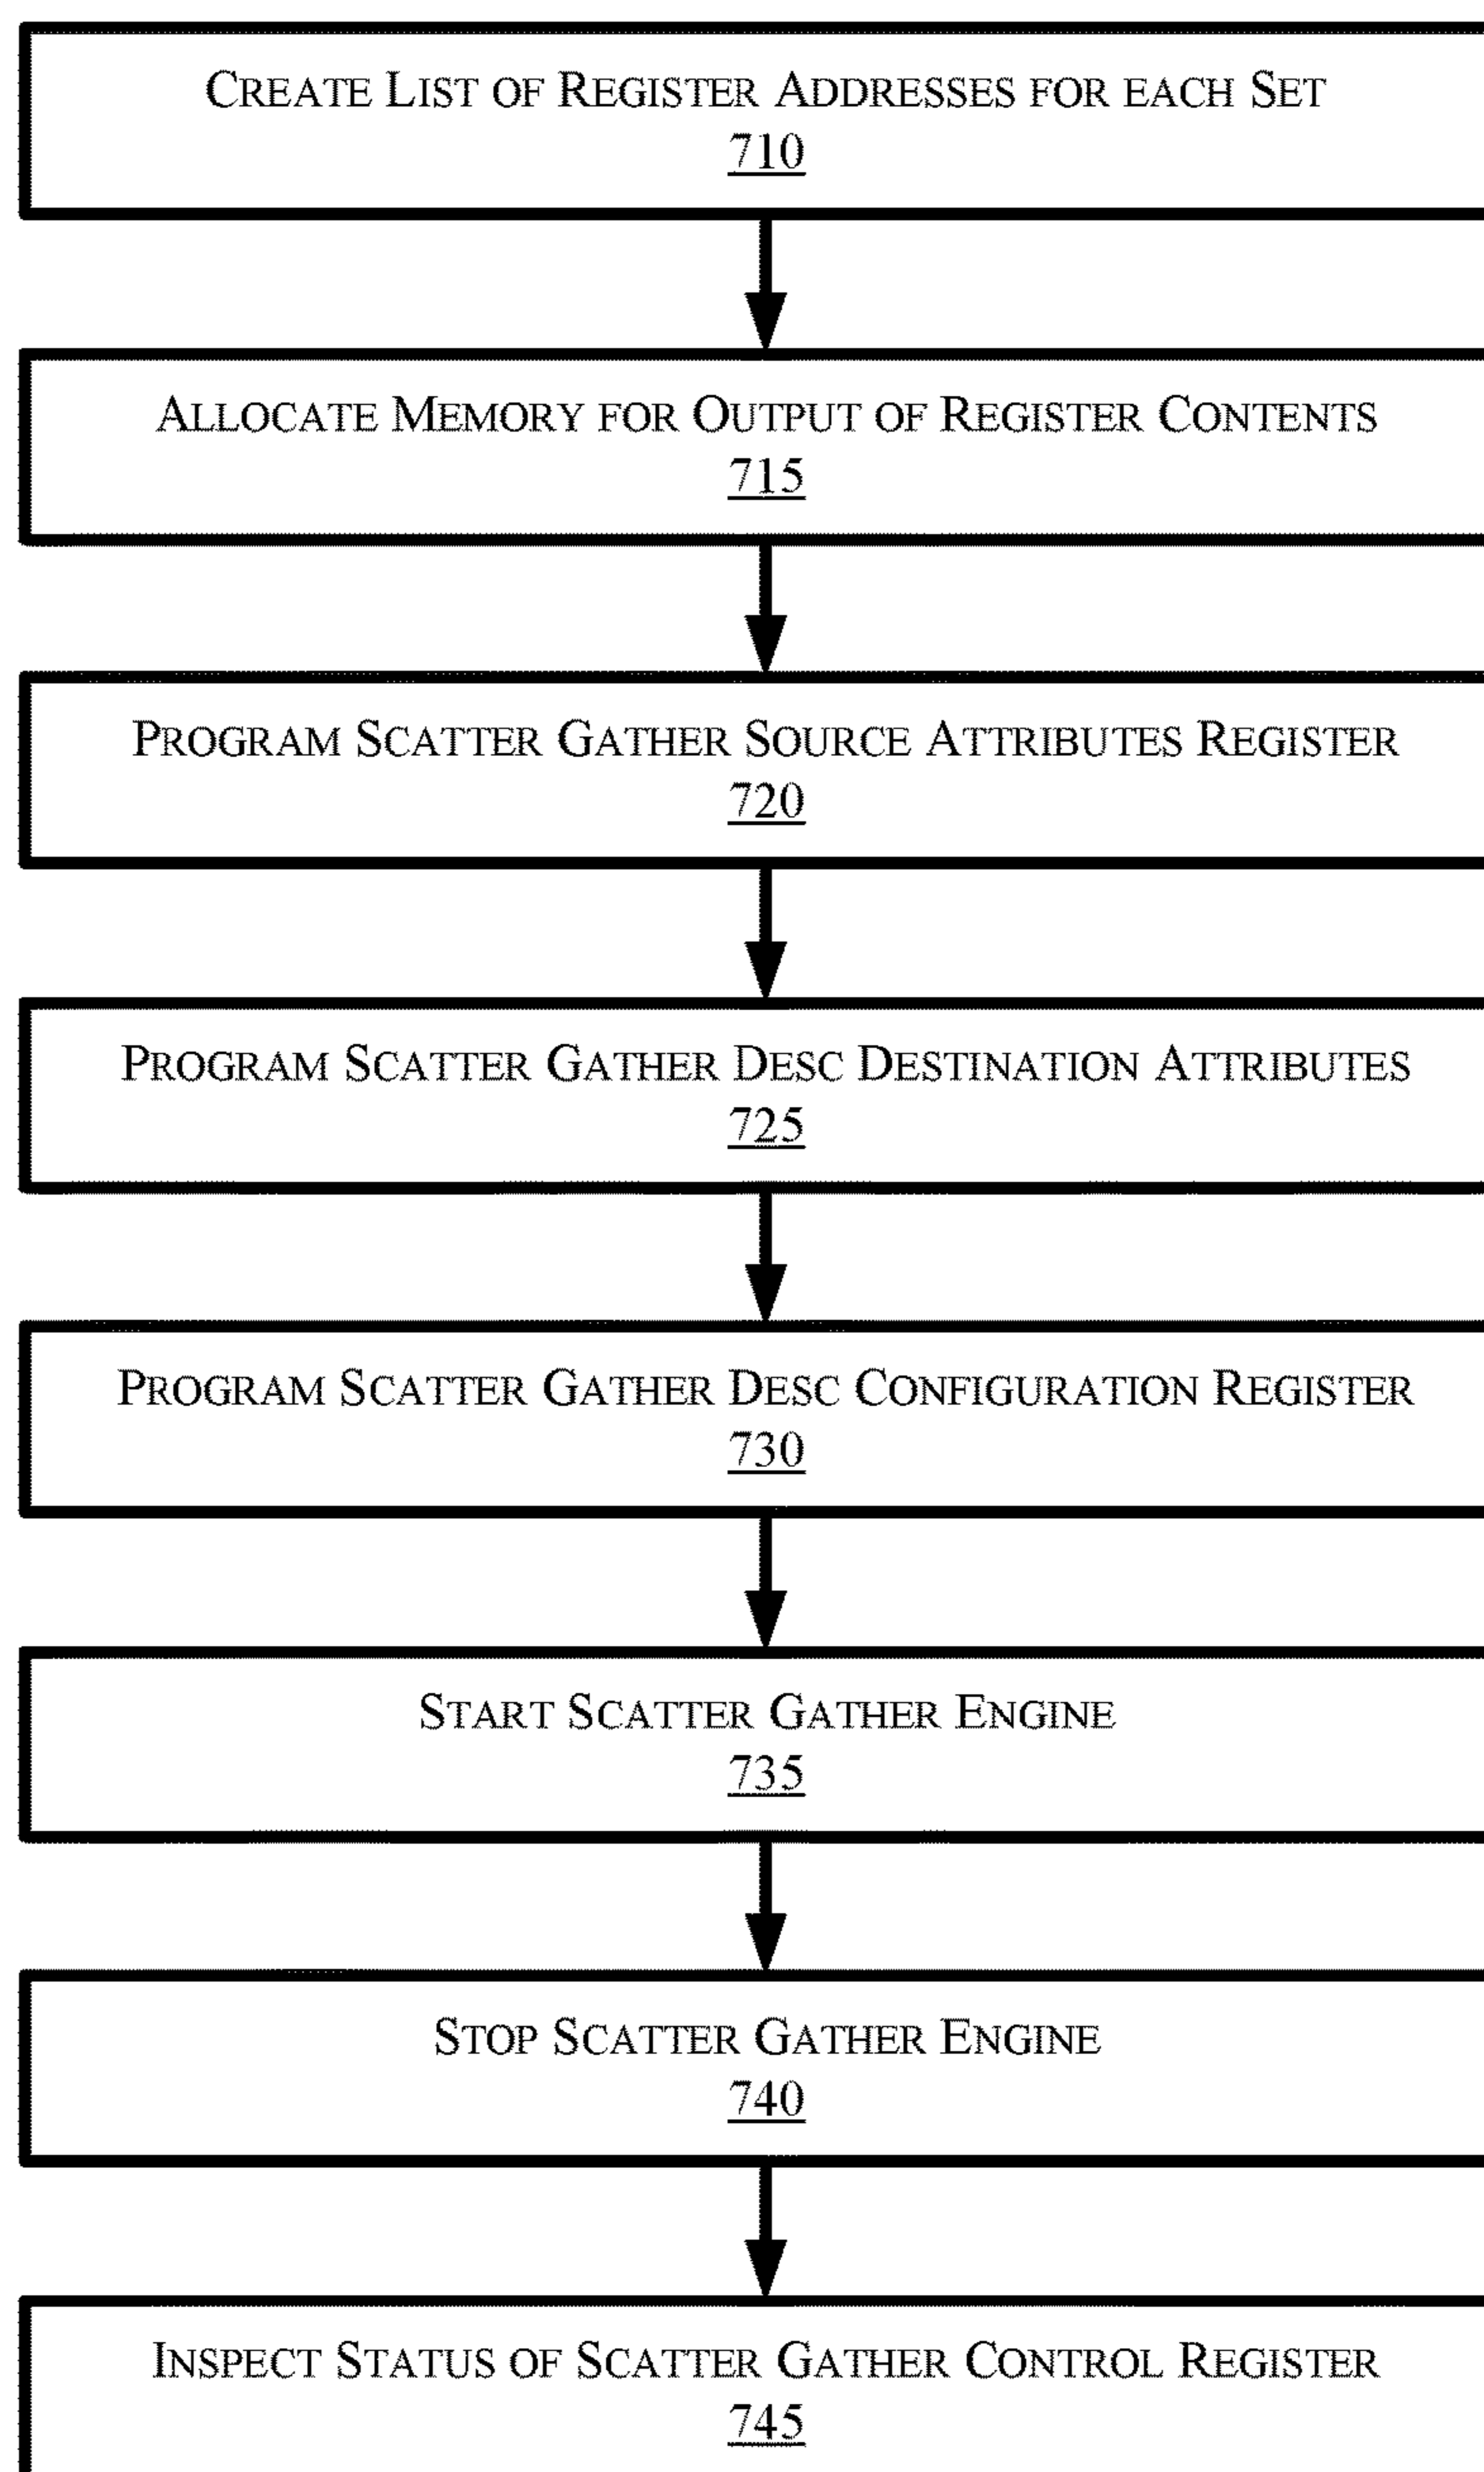 CREATE LIST OF REGISTER ADDRESSES FOR EACH SET
710
ALLOCATE MEMORY FOR OUTPUT OF REGISTER CONTENTS
715
PROGRAM SCATTER GATHER SOURCE ATTRIBUTES REGISTER
720
PROGRAM SCATTER GATHER DESC DESTINATION ATTRIBUTES
725
PROGRAM SCATTER GATHER DESC CONFIGURATION REGISTER
730
START SCATTER GATHER ENGINE
735
STOP SCATTER GATHER ENGINE
740
INSPECT STATUS OF SCATTER GATHER CONTROL REGISTER
745